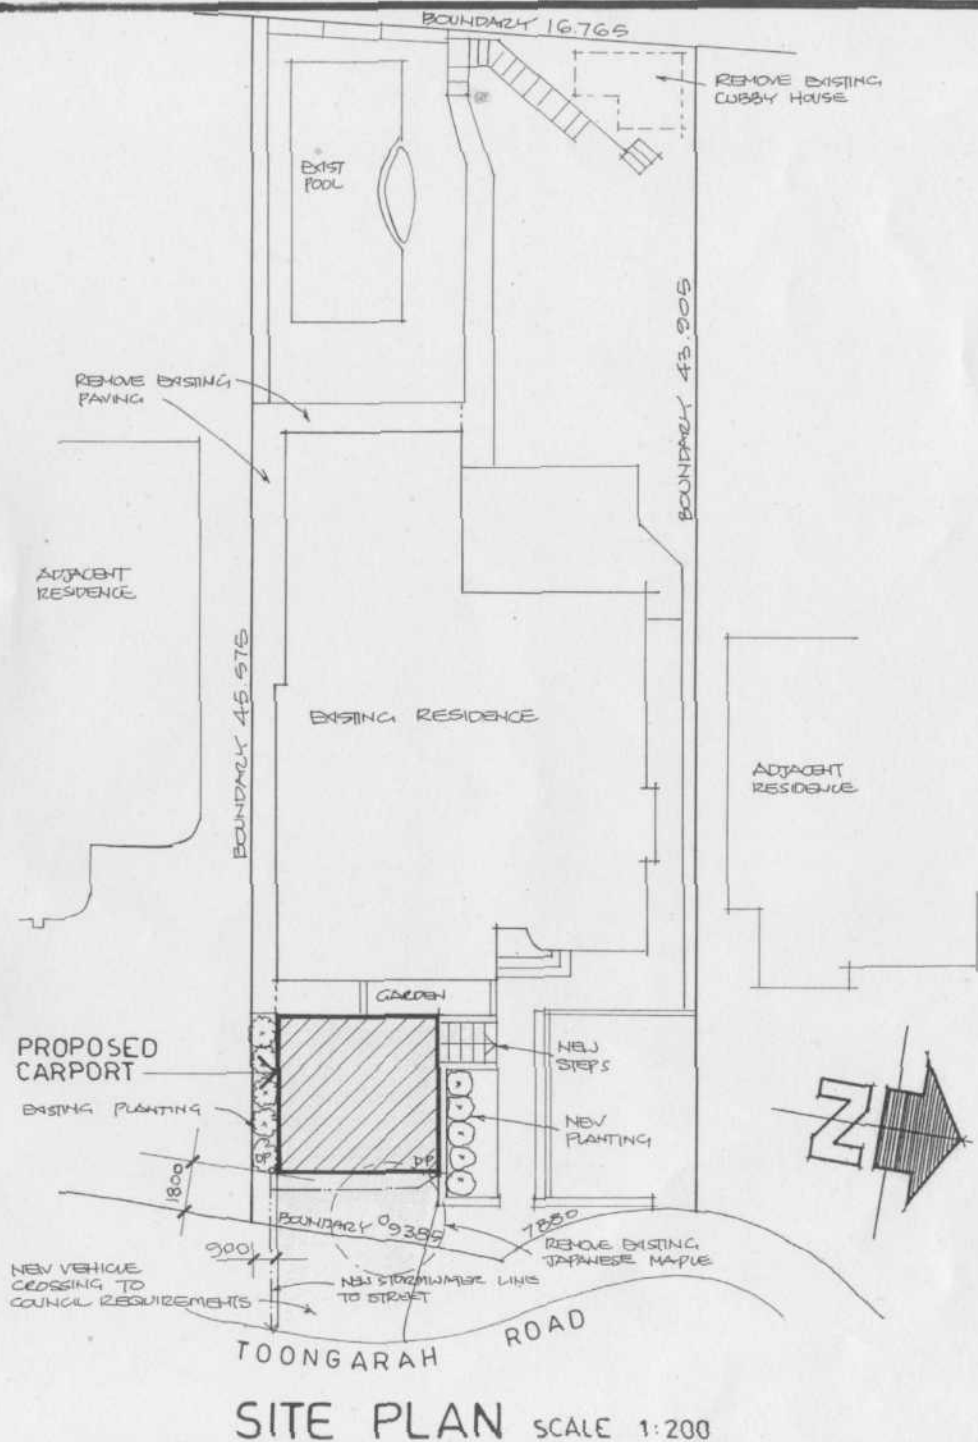 BOUNDARY 16.765
REMOVE EXISTING
CUBBY HOUSE
EXIST
POOL
BOUNDARY 43.905
REMOVE EXISTING
PAVING
ADJACENT
RESIDENCE
BOUNDARY 45.575
EXISTING RESIDENCE
ADJACENT
RESIDENCE
GARDEN
PROPOSED
CARPORT
NEW
STEPS
EXISTING PLANTING
NEW
PLANTING
N
DP
DP
1800
BOUNDARY 9385
7880
900
REMOVE EXISTING
JAPANESE MAPLE
NEW VEHICLE
CROSSING TO
COUNCIL REQUIREMENTS
NEW STORMWATER LINE
TO STREET
TOONGARAH ROAD
SITE PLAN SCALE 1:200